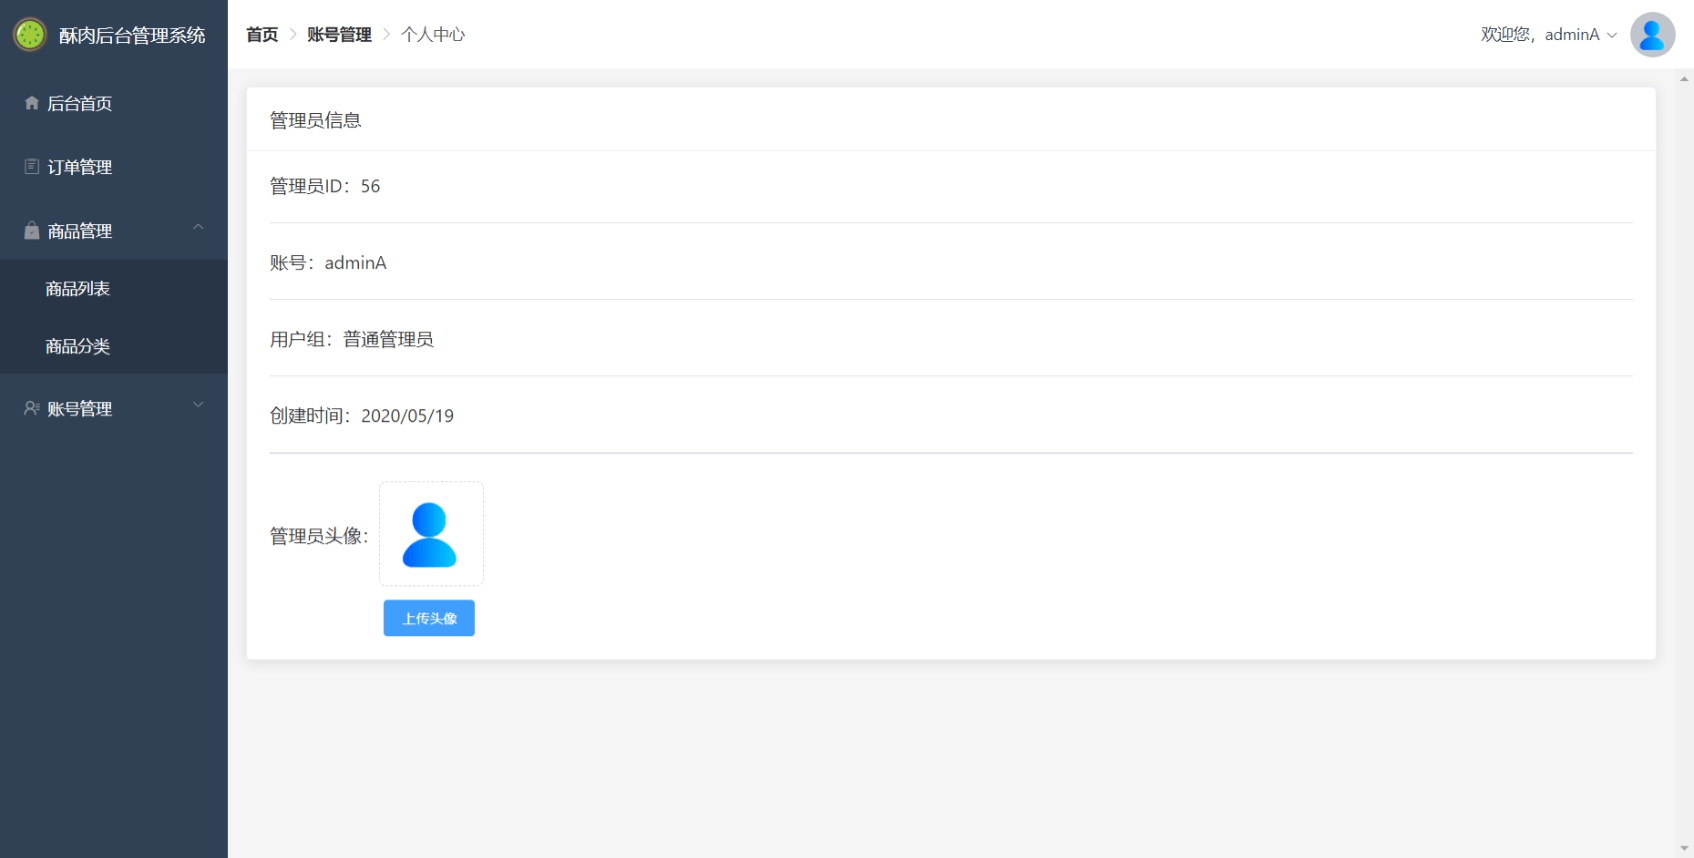 酥肉后台管理系统
首页
账号管理
个人中心
欢迎您，adminA
后台首页
订单管理
商品管理
商品列表
商品分类
账号管理
管理员信息
管理员ID：56
账号：adminA
用户组：普通管理员
创建时间：2020/05/19
管理员头像：
上传头像